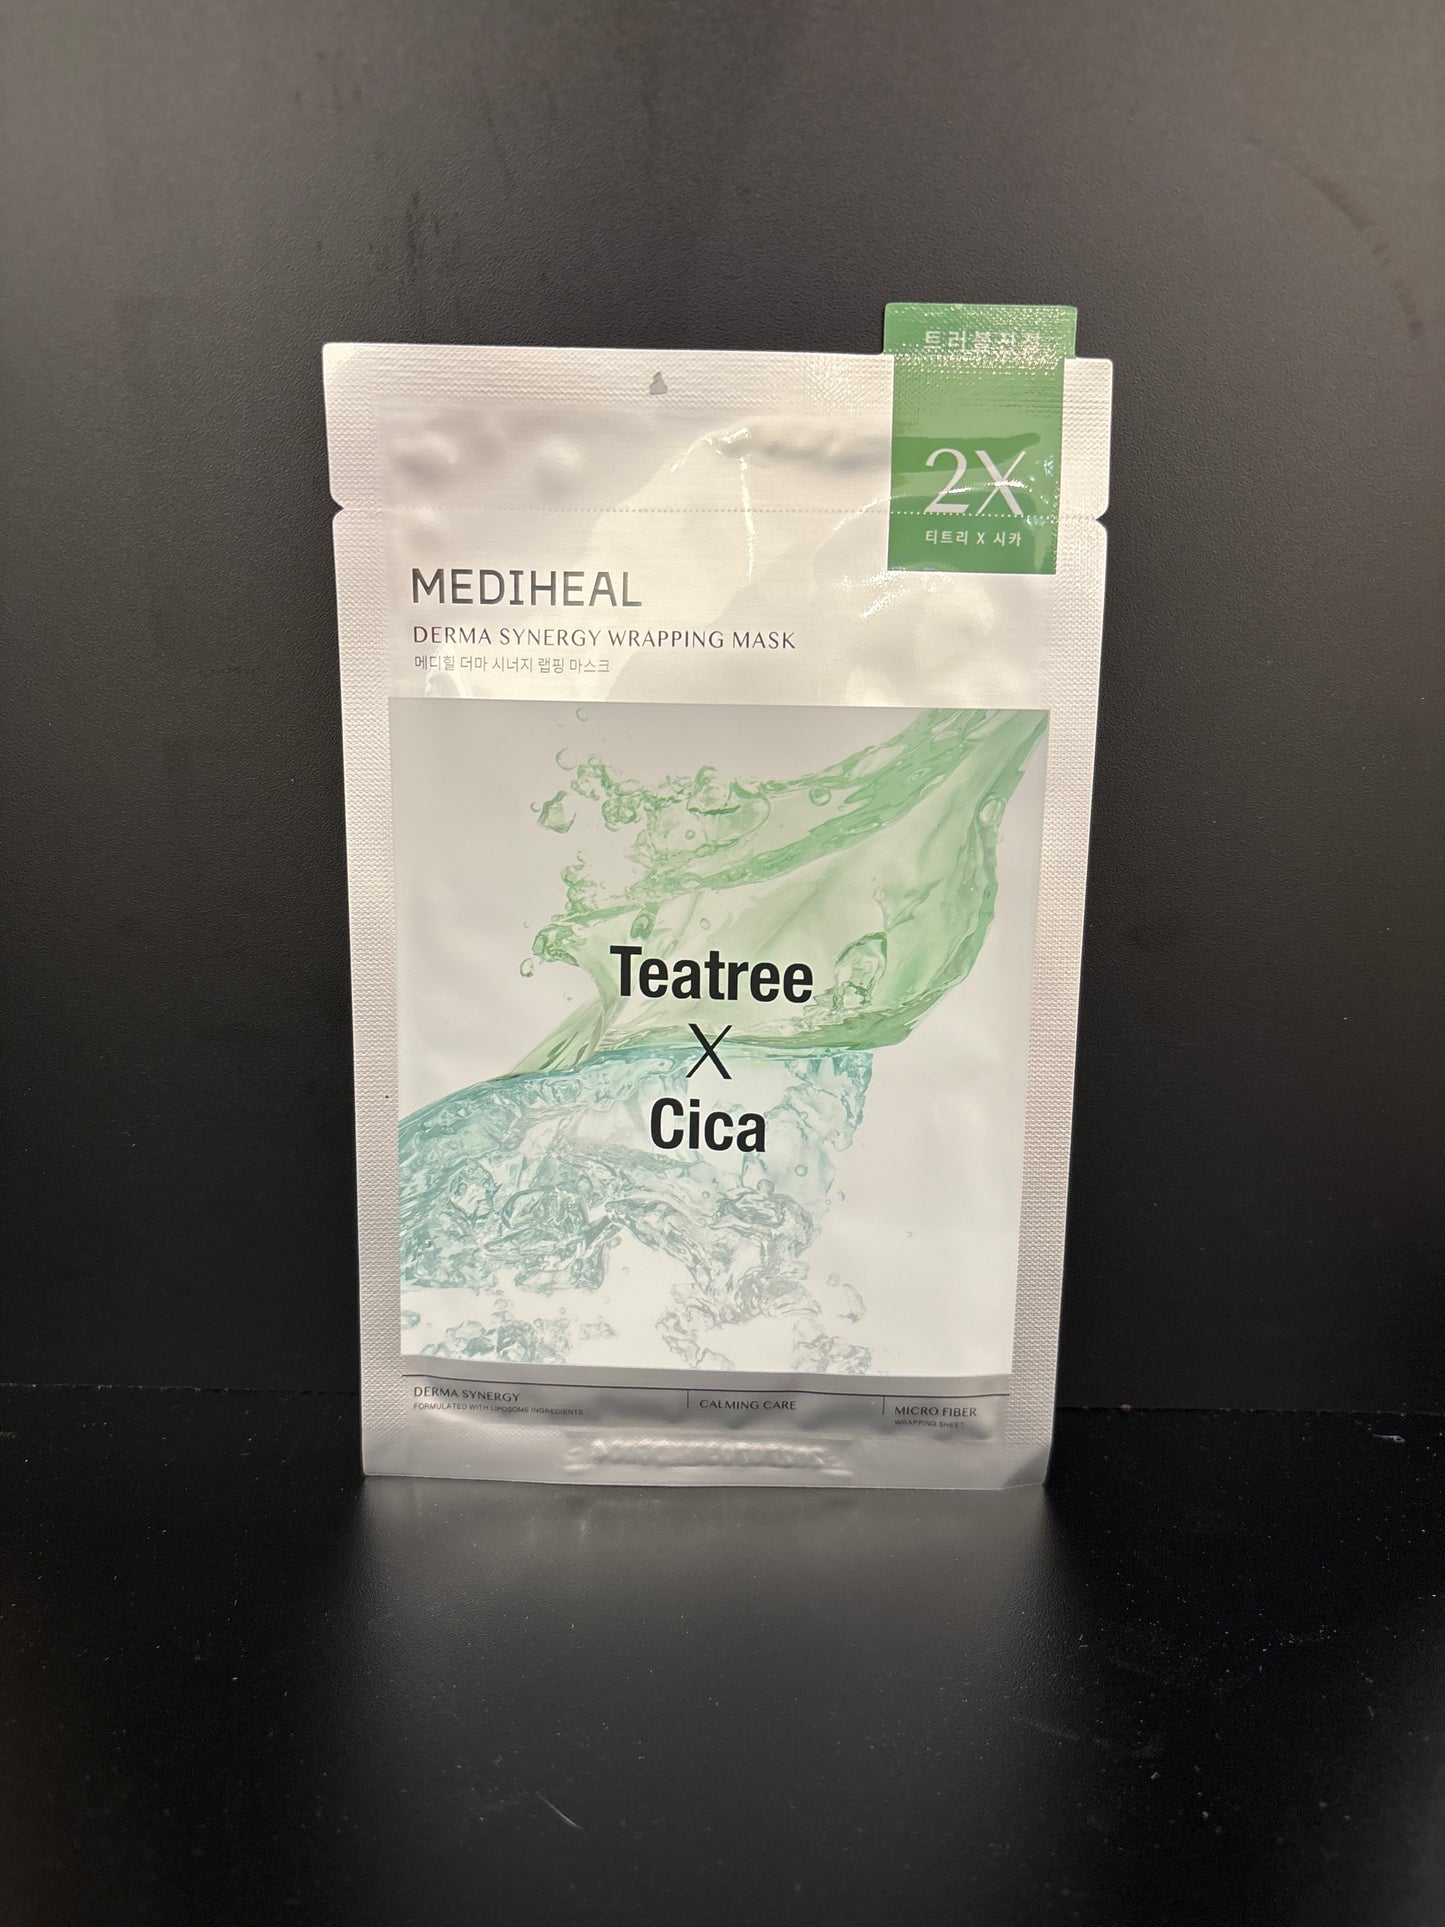 트러블진정
2X
티트리 X 시카
MEDIHEAL
DERMA SYNERGY WRAPPING MASK
메디힐 더마 시너지 랩핑 마스크
Teatree
X
Cica
DERMA SYNERGY
FORMULATED WITH LIPOSOME INGREDIENTS
CALMING CARE
MICRO FIBER
WRAPPING SHEET